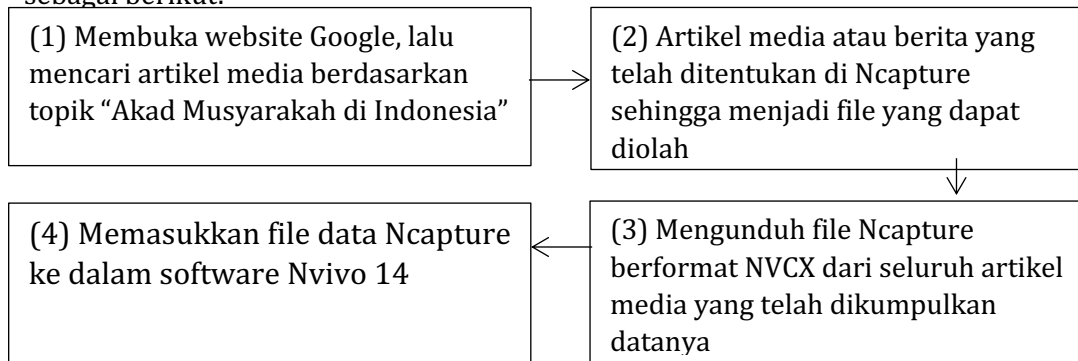 sebagai berikut:
(1) Membuka website Google, lalu
mencari artikel media berdasarkan
topik “Akad Musyarakah di Indonesia”
(2) Artikel media atau berita yang
telah ditentukan di Ncapture
sehingga menjadi file yang dapat
diolah
(3) Mengunduh file Ncapture
berformat NVCX dari seluruh artikel
media yang telah dikumpulkan
datanya
(4) Memasukkan file data Ncapture
ke dalam software Nvivo 14